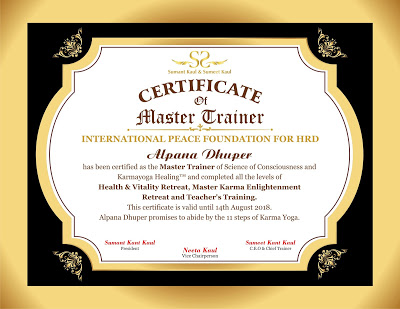 SS
Samant Kaul & Sumeet Kaul
CERTIFICATE
Of
Master Trainer
INTERNATIONAL PEACE FOUNDATION FOR HRD
Alpana Dhuper
has been certified as the Master Trainer of Science of Consciousness and
Karmayoga Healing™ and completed all the levels of
Health & Vitality Retreat, Master Karma Enlightenment
Retreat and Teacher's Training.
This certificate is valid until 14th August 2018.
Alpana Dhuper promises to abide by the 11 steps of Karma Yoga.
Samant Kant Kaul
President
Neeta Kaul
Vice Chairperson
Sumeet Kant Kaul
C.E.O & Chief Trainer